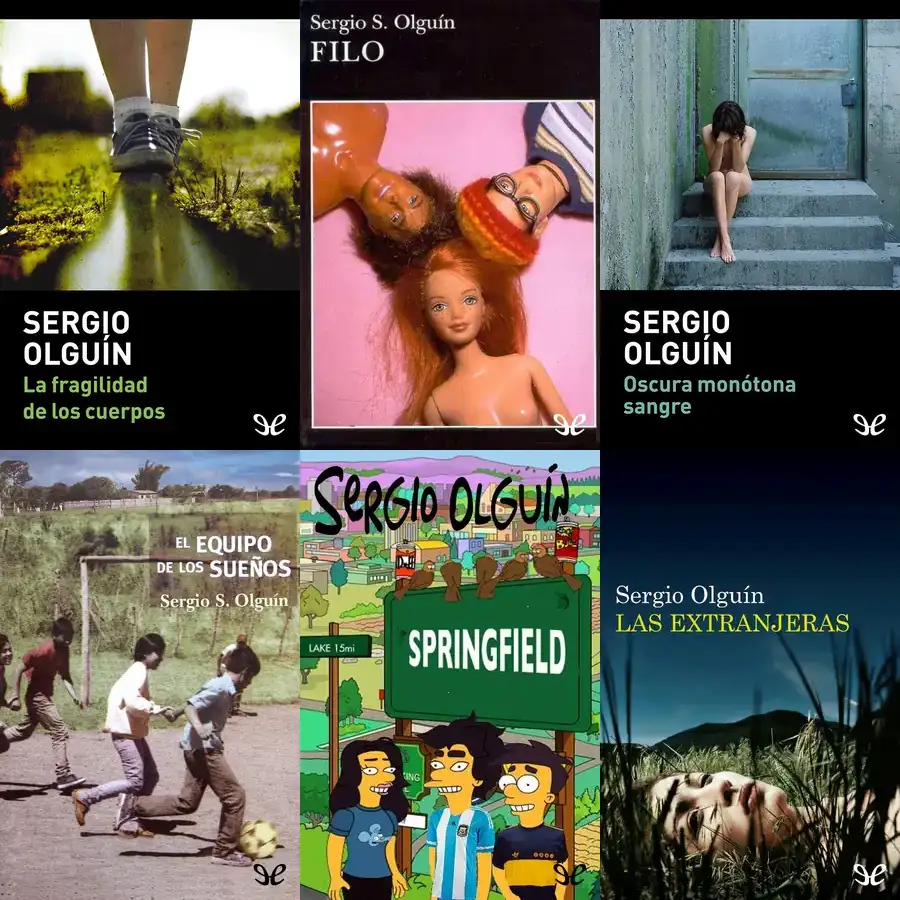 SERGIO
OLGUÍN
La fragilidad
de los cuerpos
Sergio S. Olguín
FILO
SERGIO
OLGUÍN
Oscura monótona
sangre
EL EQUIPO
DE LOS SUEÑOS
Sergio S. Olguín
SERGIO OLGUÍN
LAKE 15mi
SPRINGFIELD
KING
Sergio Olguín
LAS EXTRANJERAS